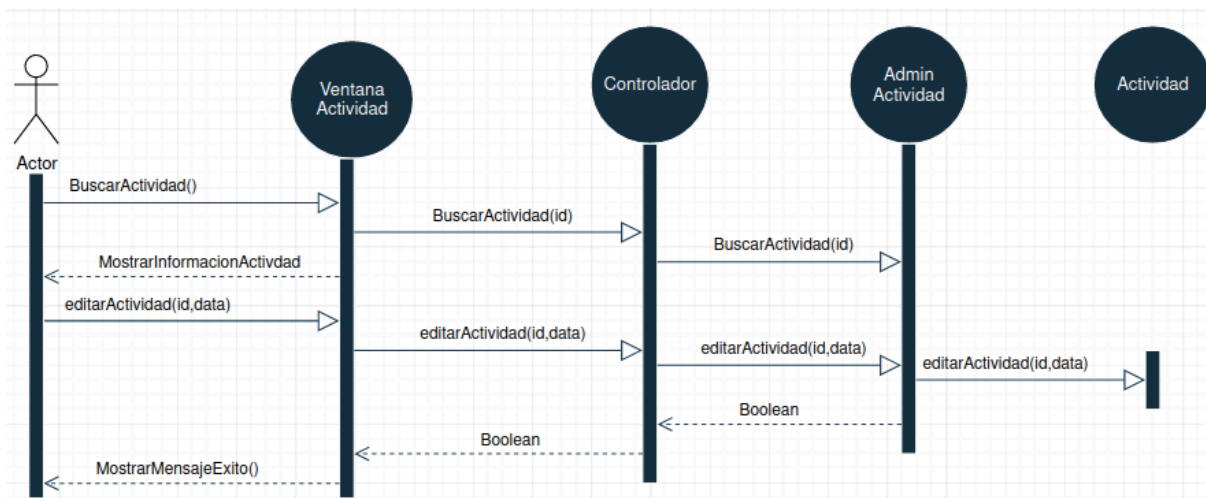 Ventana
Actividad
Controlador
Admin
Actividad
Actividad
Actor
BuscarActividad()
BuscarActividad(id)
BuscarActividad(id)
MostrarInformacionActivdad
editarActividad(id,data)
editarActividad(id,data)
editarActividad(id,data)
editarActividad(id,data)
Boolean
Boolean
MostrarMensajeExito()